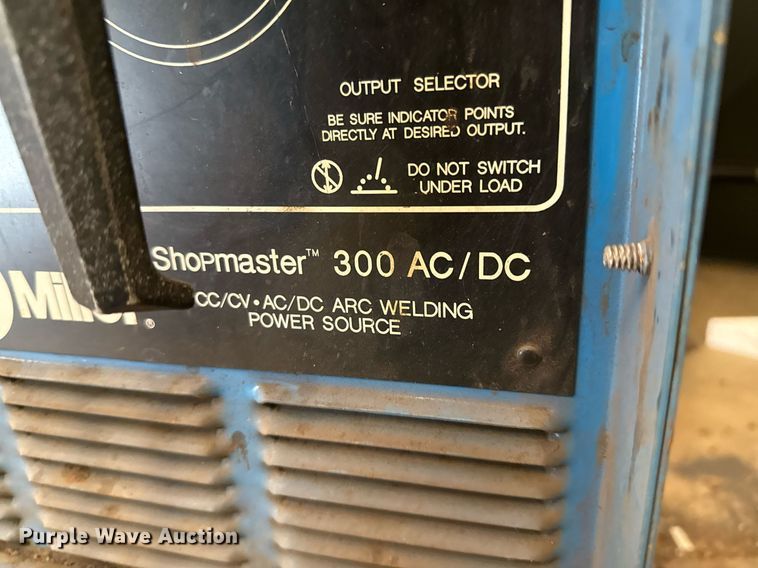 OUTPUT SELECTOR
BE SURE INDICATOR POINTS
DIRECTLY AT DESIRED OUTPUT.
DO NOT SWITCH
UNDER LOAD
ShopmasTer™ 300 AC/DC
Miller®
CC/CV • AC/DC ARC WELDING
POWER SOURCE
Purple Wave Auction